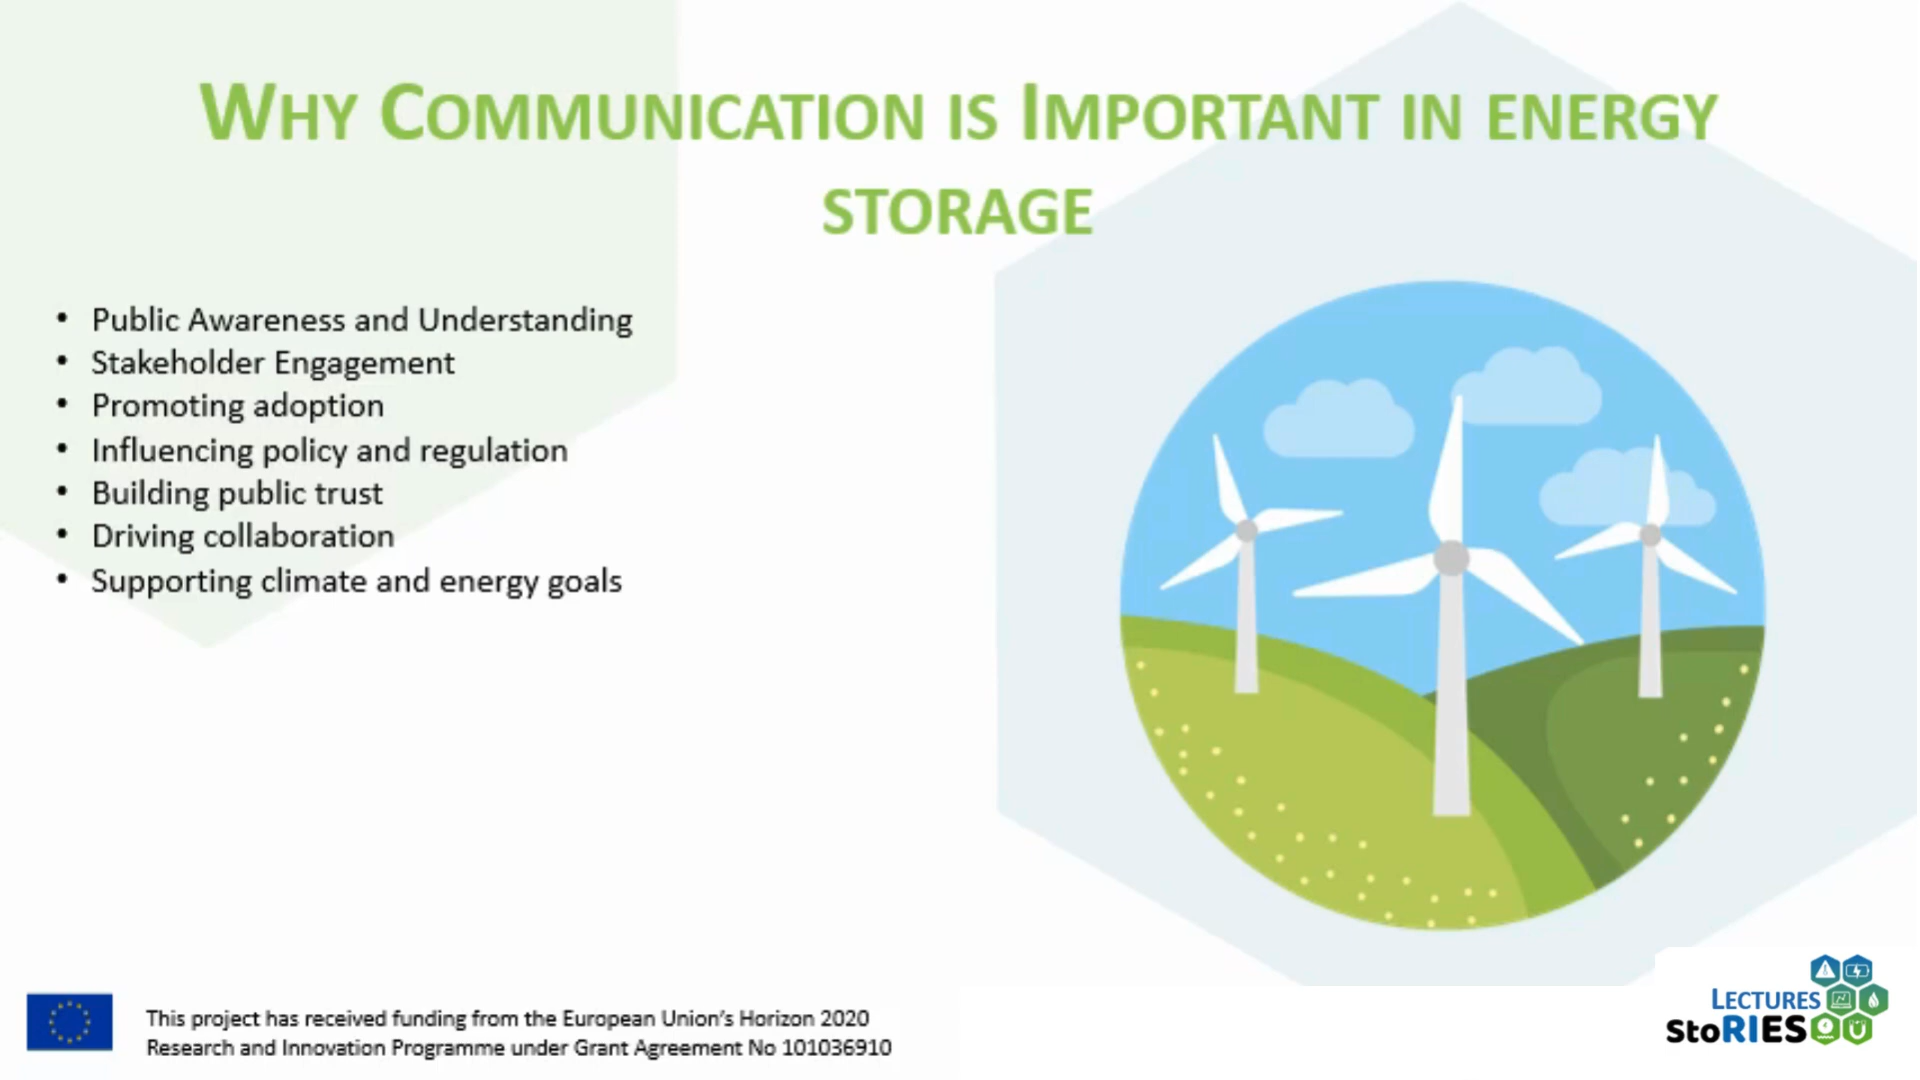 WHY COMMUNICATION IS IMPORTANT IN ENERGY
STORAGE
• Public Awareness and Understanding
• Stakeholder Engagement
• Promoting adoption
• Influencing policy and regulation
• Building public trust
• Driving collaboration
• Supporting climate and energy goals
This project has received funding from the European Union's Horizon 2020
Research and Innovation Programme under Grant Agreement No 101036910
LECTURES
StoRIES